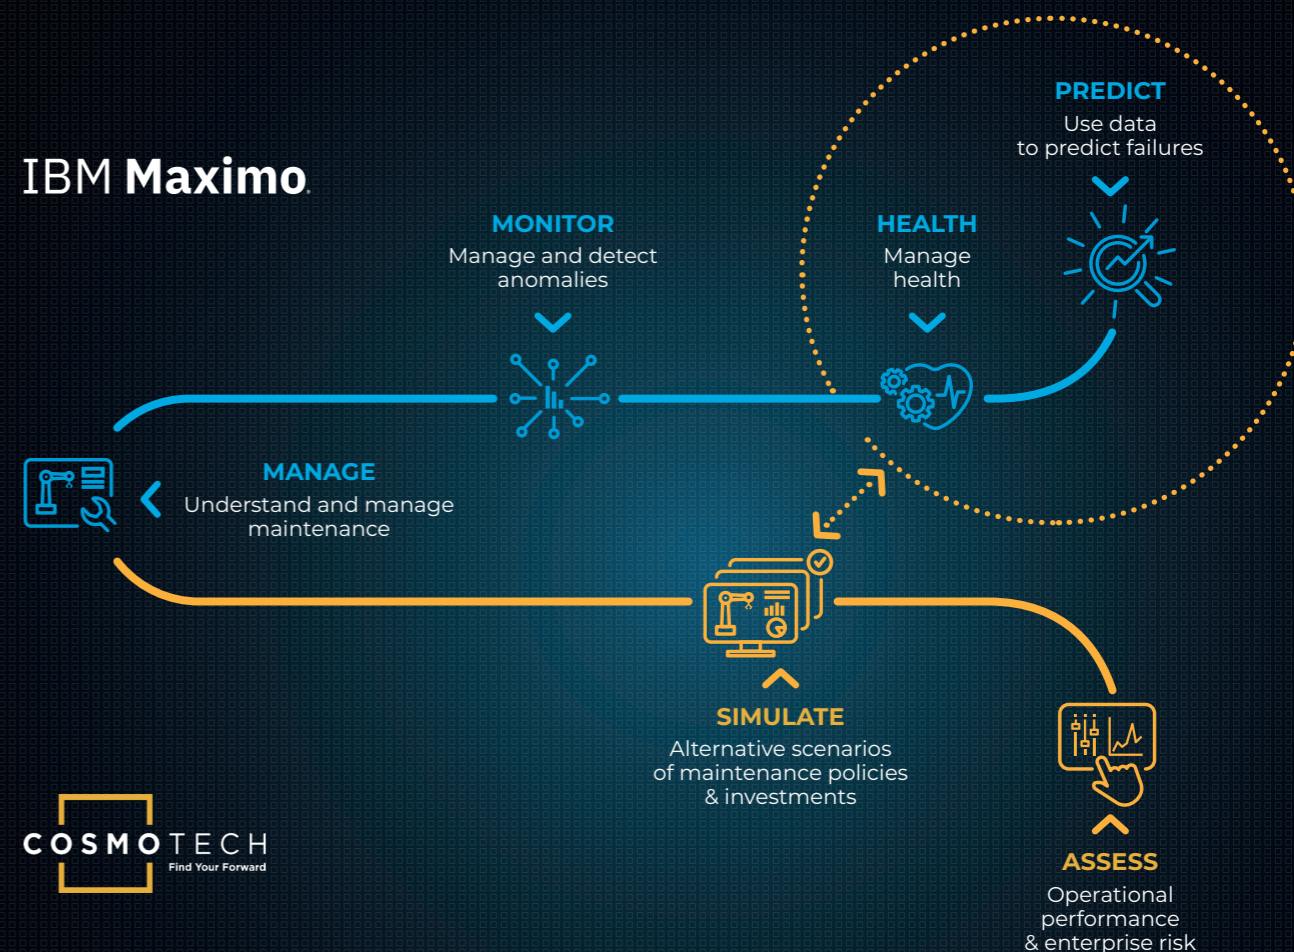 IBM Maximo.
PREDICT
Use data
to predict failures
MONITOR
Manage and detect
anomalies
HEALTH
Manage
health
MANAGE
Understand and manage
maintenance
SIMULATE
Alternative scenarios
of maintenance policies
& investments
COSMOTECH
Find Your Forward
ASSESS
Operational
performance
& enterprise risk